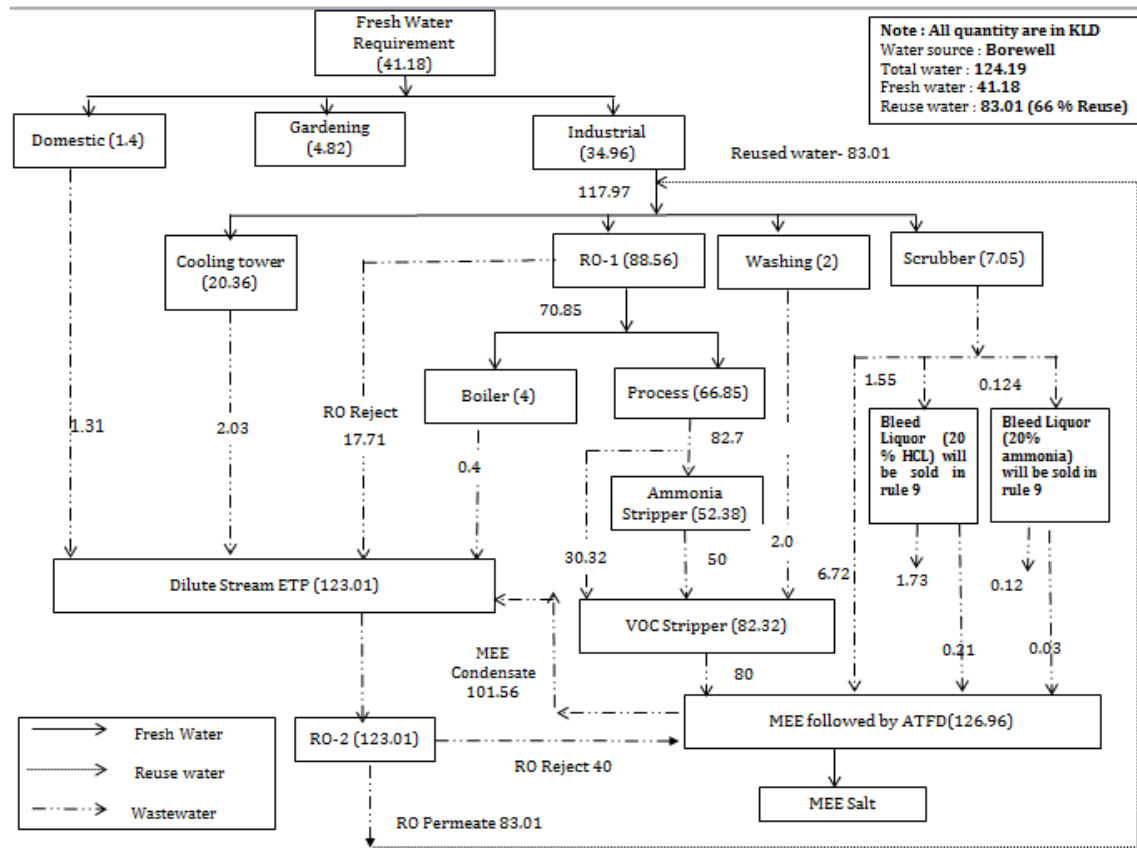 Fresh Water
Requirement
(41.18)
Note : All quantity are in KLD
Water source : Borewell
Total water : 124.19
Fresh water : 41.18
Reuse water : 83.01 (66 % Reuse)
Domestic (1.4)
Gardening
(4.82)
Industrial
(34.96)
Reused water- 83.01
117.97
Cooling tower
(20.36)
RO-1 (88.56)
Washing (2)
Scrubber (7.05)
70.85
Boiler (4)
Process (66.85)
1.55
0.124
RO Reject
17.71
1.31
2.03
0.4
82.7
Bleed
Liquor (20
% HCL) will
be sold in
rule 9
Bleed Liquor
(20%
ammonia)
will be sold in
rule 9
Ammonia
Stripper (52.38)
30.32
50
2.0
6.72
1.73
0.12
Dilute Stream ETP (123.01)
VOC Stripper (82.32)
0.21
0.03
MEE
Condensate
101.56
80
MEE followed by ATFD(126.96)
RO-2 (123.01)
RO Reject 40
MEE Salt
RO Permeate 83.01
Fresh Water
Reuse water
Wastewater